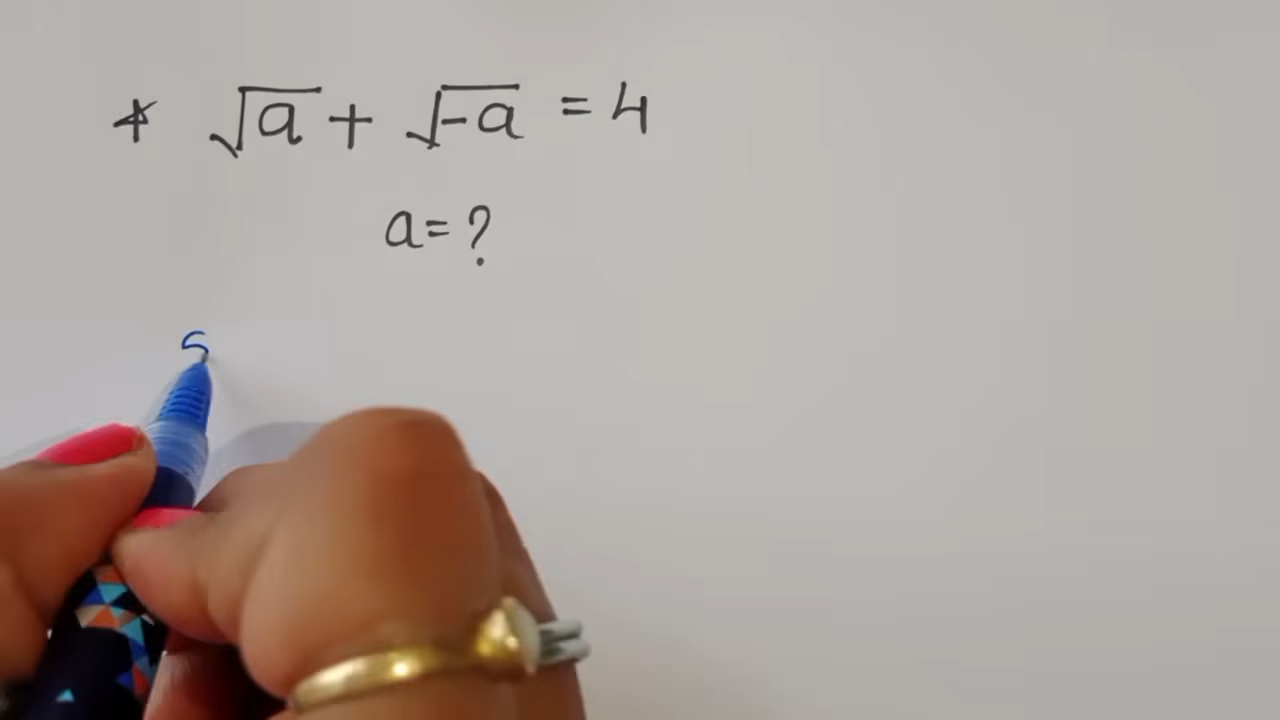 * √a + √-a = 4
a = ?
S